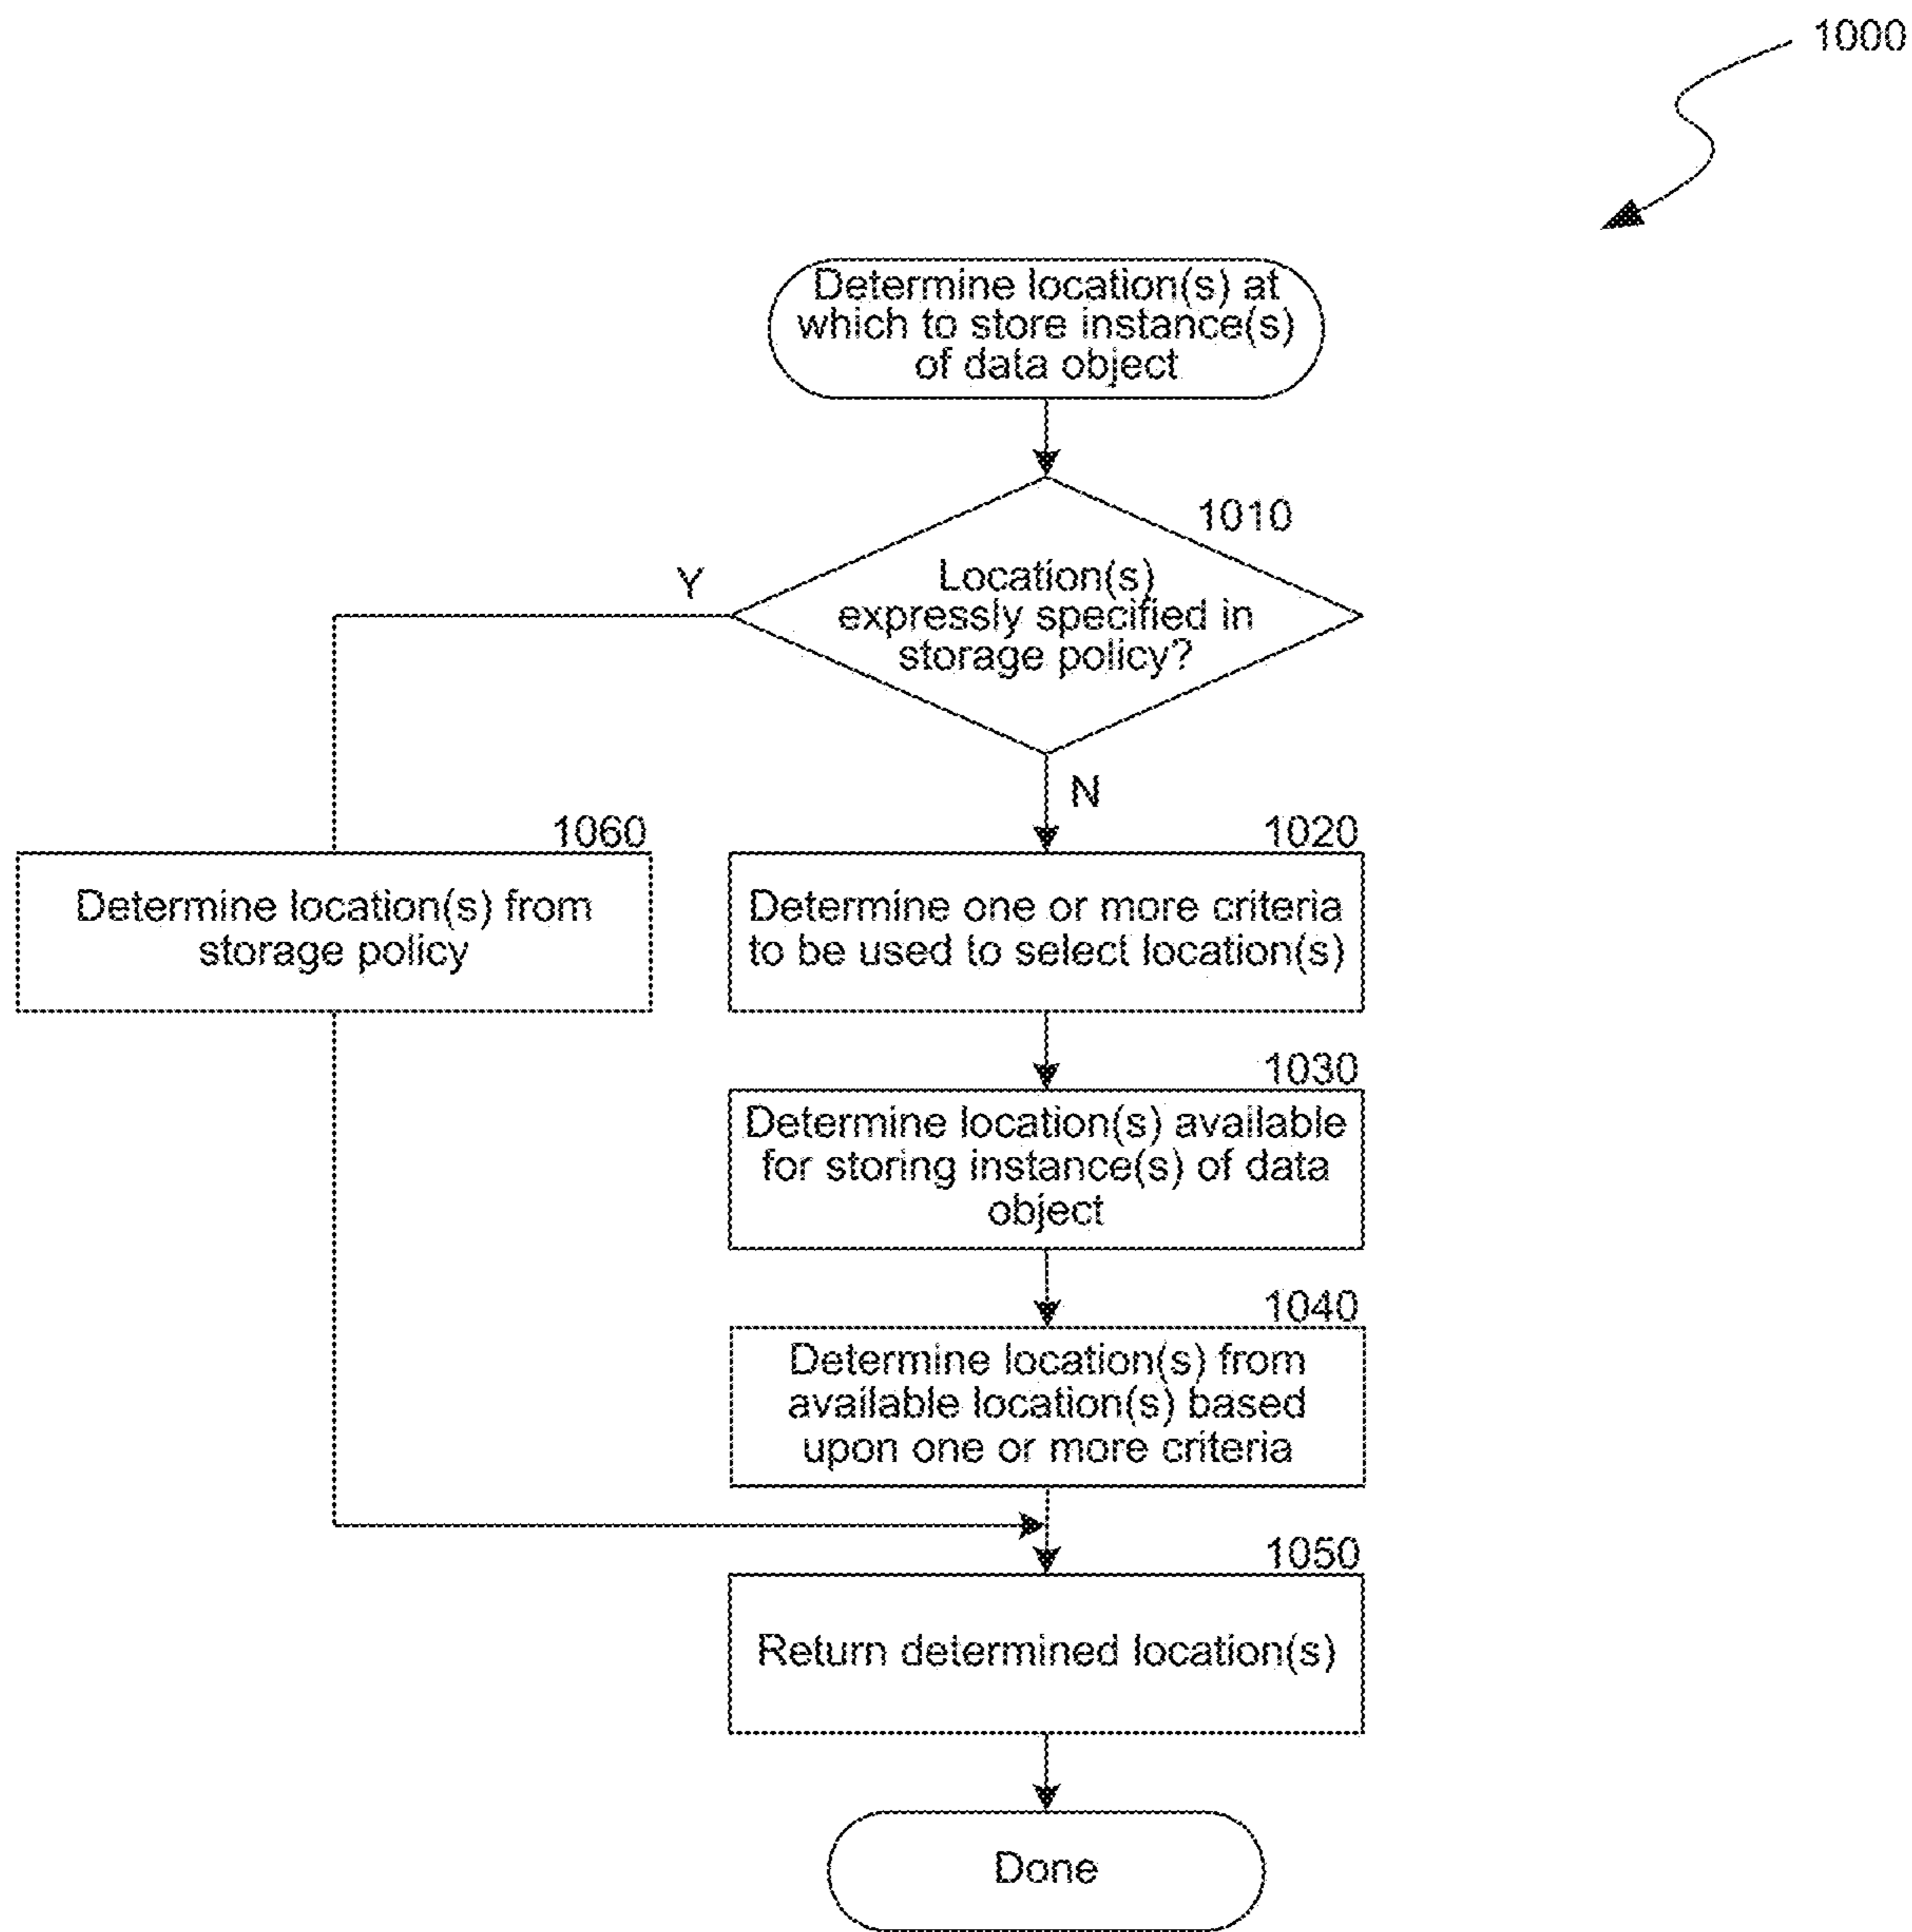 1000
Determine location(s) at
which to store instance(s)
of data object
1010
Location(s)
expressly specified in
storage policy?
Y
N
1060
Determine location(s) from
storage policy
1020
Determine one or more criteria
to be used to select location(s)
1030
Determine location(s) available
for storing instance(s) of data
object
1040
Determine location(s) from
available location(s) based
upon one or more criteria
1050
Return determined location(s)
Done